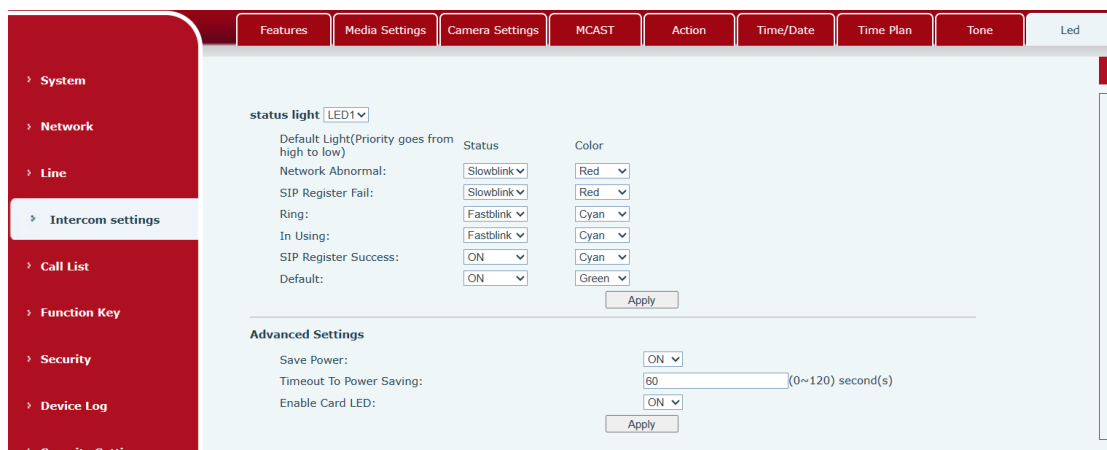 Features Media Settings Camera Settings MCAST Action Time/Date Time Plan Tone Led
System
Network
Line
Intercom settings
Call List
Function Key
Security
Device Log
status light LED1
Default Light(Priority goes from
high to low)
Status Color
Network Abnormal: Slowblink Red
SIP Register Fail: Slowblink Red
Ring: Fastblink Cyan
In Using: Fastblink Cyan
SIP Register Success: ON Cyan
Default: ON Green
Apply
Advanced Settings
Save Power: ON
Timeout To Power Saving: 60 (0~120) second(s)
Enable Card LED: ON
Apply